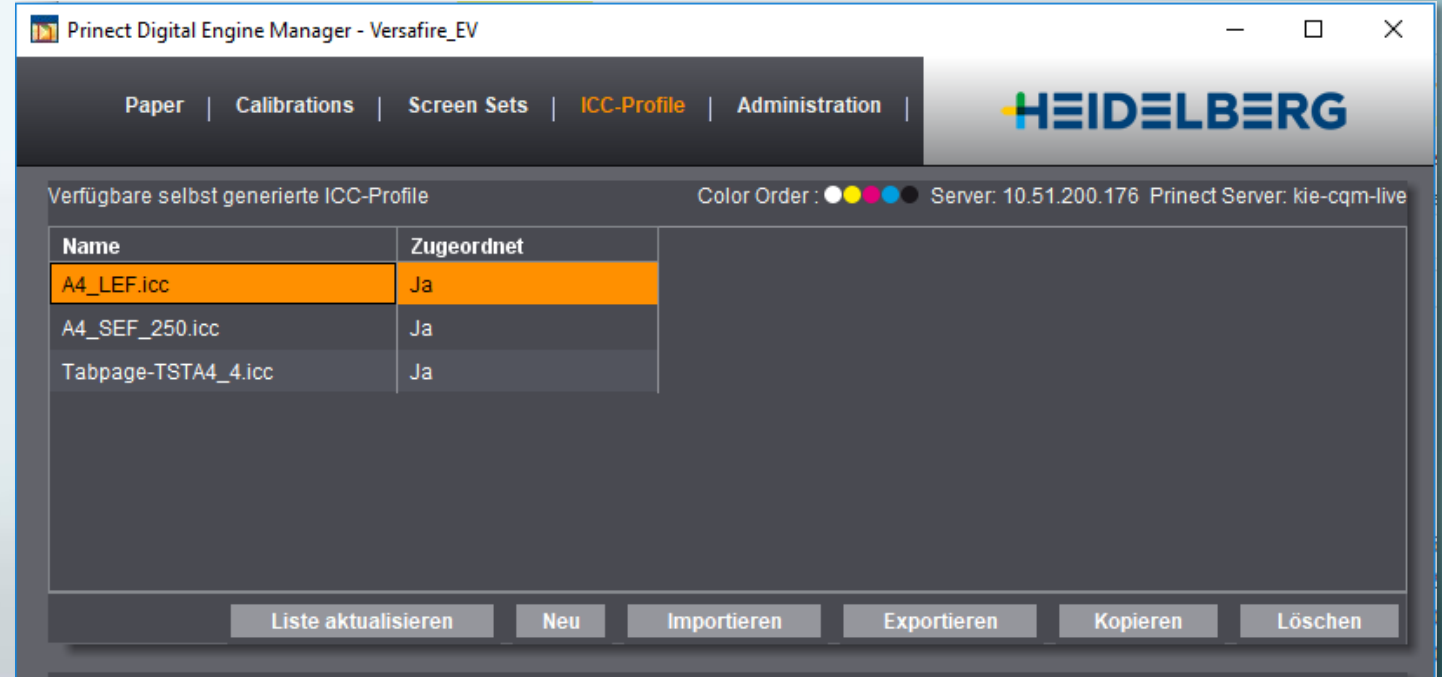 Prinect Digital Engine Manager - Versafire_EV
Paper | Calibrations | Screen Sets | ICC-Profile | Administration |
HEIDELBERG
Verfügbare selbst generierte ICC-Profile Color Order : Server: 10.51.200.176 Prinect Server: kie-cqm-live
Name Zugeordnet
A4_LEF.icc Ja
A4_SEF_250.icc Ja
Tabpage-TSTA4_4.icc Ja
Liste aktualisieren Neu Importieren Exportieren Kopieren Löschen